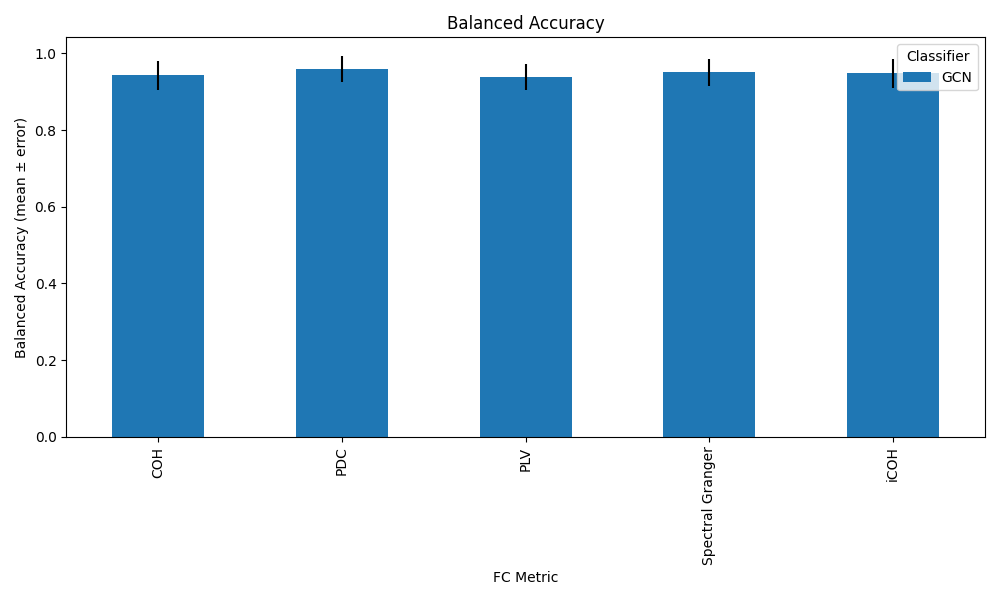 Balanced Accuracy
Balanced Accuracy (mean ± error)
1.0
0.8
0.6
0.4
0.2
0.0
Classifier
GCN
COH
PDC
PLV
Spectral Granger
iCOH
FC Metric